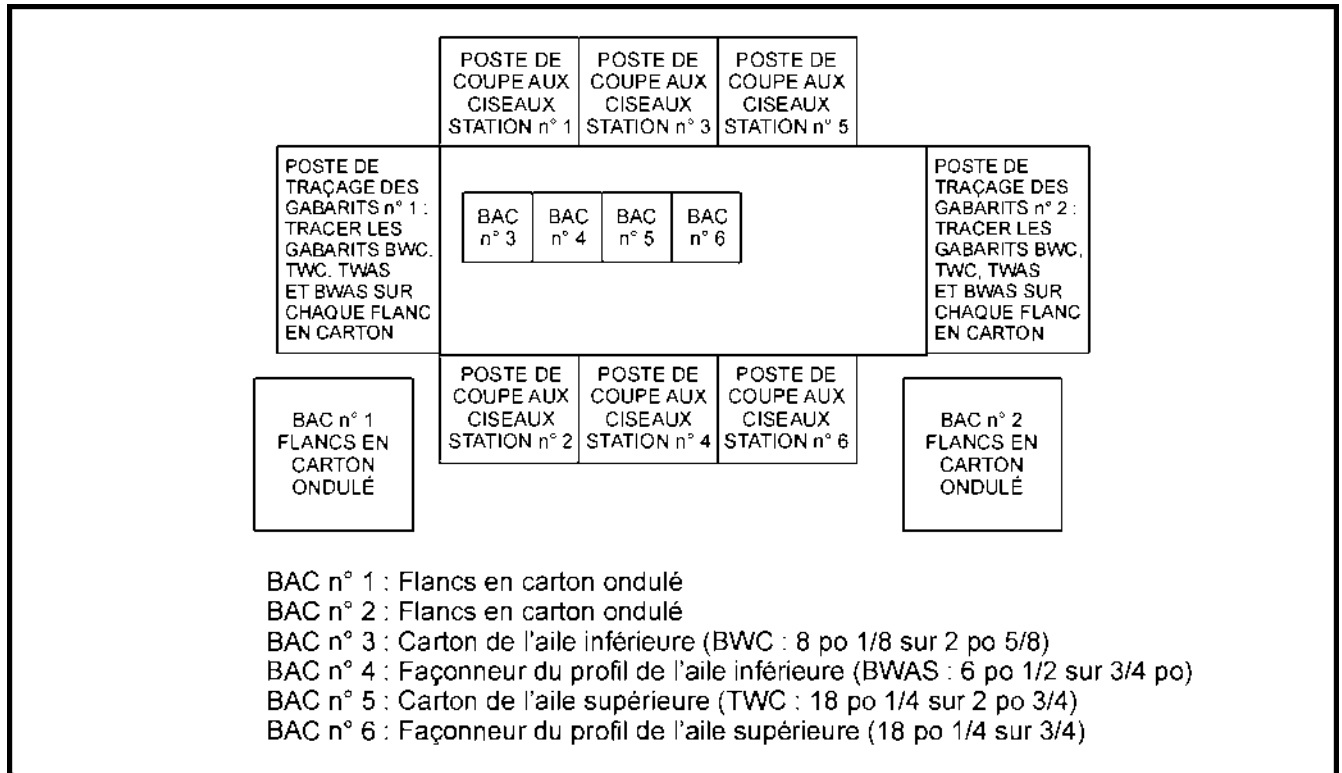 POSTE DE
COUPE AUX
CISEAUX
STATION n° 1
POSTE DE
COUPE AUX
CISEAUX
STATION n° 3
POSTE DE
COUPE AUX
CISEAUX
STATION n° 5
POSTE DE
TRAÇAGE DES
GABARITS n° 1 :
TRACER LES
GABARITS BWC.
TWC. TWAS
ET BWAS SUR
CHAQUE FLANC
EN CARTON
BAC
n° 3
BAC
n° 4
BAC
n° 5
BAC
n° 6
POSTE DE
TRAÇAGE DES
GABARITS n° 2 :
TRACER LES
GABARITS BWC,
TWC, TWAS
ET BWAS SUR
CHAQUE FLANC
EN CARTON
POSTE DE
COUPE AUX
CISEAUX
STATION n° 2
POSTE DE
COUPE AUX
CISEAUX
STATION n° 4
POSTE DE
COUPE AUX
CISEAUX
STATION n° 6
BAC n° 1
FLANCS EN
CARTON
ONDULÉ
BAC n° 2
FLANCS EN
CARTON
ONDULÉ
BAC n° 1 : Flancs en carton ondulé
BAC n° 2 : Flancs en carton ondulé
BAC n° 3 : Carton de l'aile inférieure (BWC : 8 po 1/8 sur 2 po 5/8)
BAC n° 4 : Façonneur du profil de l'aile inférieure (BWAS : 6 po 1/2 sur 3/4 po)
BAC n° 5 : Carton de l'aile supérieure (TWC : 18 po 1/4 sur 2 po 3/4)
BAC n° 6 : Façonneur du profil de l'aile supérieure (18 po 1/4 sur 3/4)